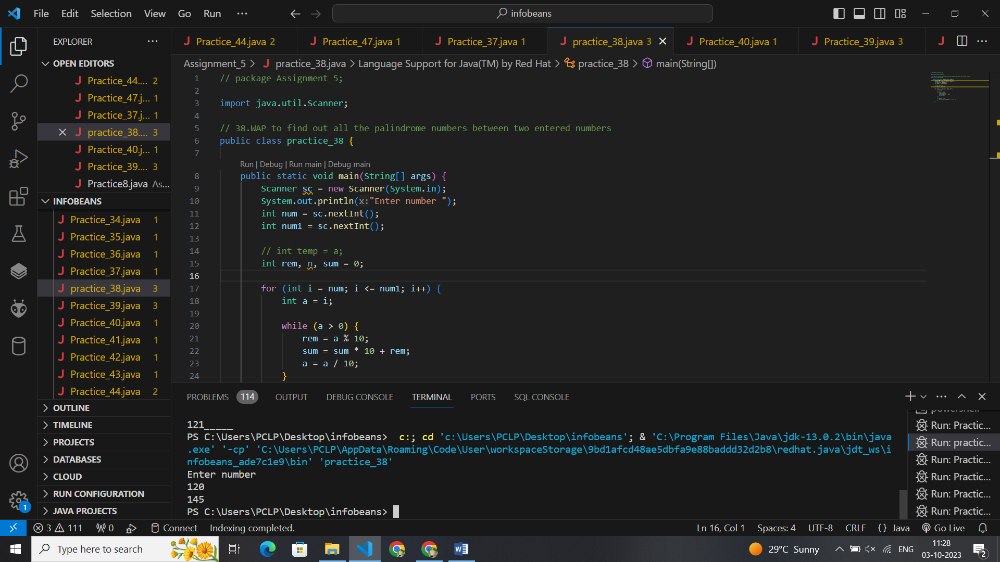 File Edit Selection View Go Run ...
infobeans
EXPLORER
Practice_44.java 2
Practice_47.java 1
Practice_37.java 1
practice_38.java 3
Practice_40.java 1
Practice_39.java 3
OPEN EDITORS
Practice_44.... 2
Practice_47.j... 1
Practice_37.j... 1
practice_38.... 3
Practice_40.j... 1
Practice_39.... 3
Practice8.java As...
INFOBEANS
Practice_34.java 1
Practice_35.java 1
Practice_36.java 1
Practice_37.java 1
practice_38.java 3
Practice_39.java 3
Practice_40.java 1
Practice_41.java 1
Practice_42.java 1
Practice_43.java 1
Practice_44.java 2
OUTLINE
TIMELINE
PROJECTS
DATABASES
CLOUD
RUN CONFIGURATION
JAVA PROJECTS
1
Assignment_5 > practice_38.java > Language Support for Java(TM) by Red Hat > practice_38 > main(String[])
1 // package Assignment_5;
2
3 import java.util.Scanner;
4
5 // 38.WAP to find out all the palindrome numbers between two entered numbers
6 public class practice_38 {
7
Run | Debug | Run main | Debug main
8 public static void main(String[] args) {
9 Scanner sc = new Scanner(System.in);
10 System.out.println(x:"Enter number ");
11 int num = sc.nextInt();
12 int num1 = sc.nextInt();
13
14 // int temp = a;
15 int rem, n, sum = 0;
16
17 for (int i = num; i <= num1; i++) {
18 int a = i;
19
20 while (a > 0) {
21 rem = a % 10;
22 sum = sum * 10 + rem;
23 a = a / 10;
24 }
PROBLEMS 114 OUTPUT DEBUG CONSOLE TERMINAL PORTS SQL CONSOLE
121_____
PS C:\Users\PCLP\Desktop\infobeans> c:; cd 'c:\Users\PCLP\Desktop\infobeans'; & 'C:\Program Files\Java\jdk-13.0.2\bin\java
.exe' '-cp' 'C:\Users\PCLP\AppData\Roaming\Code\User\workspaceStorage\9bd1afcd48ae5dbfa9e88baddd32d2b8\redhat.java\jdt_ws\i
nfobeans_ade7c1e9\bin' 'practice_38'
Enter number
120
145
PS C:\Users\PCLP\Desktop\infobeans>
powershell
Run: Practic...
Run: practic...
Run: Practic...
Run: Practic...
Run: Practic...
Run: Practic...
3 111 0 Connect Indexing completed. Ln 16, Col 1 Spaces: 4 UTF-8 CRLF {} Java Go Live
Type here to search
29°C Sunny
ENG
11:28
03-10-2023
2